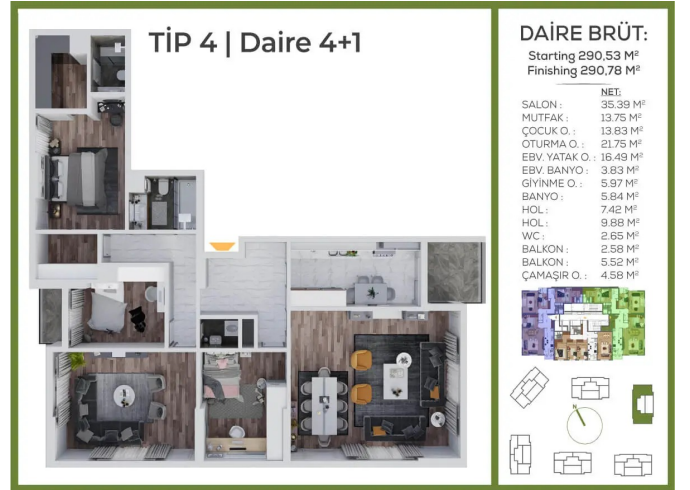 TİP 4 | Daire 4+1
DAİRE BRÜT:
Starting 290,53 M²
Finishing 290,78 M²
NET:
SALON : 35.39 M²
MUTFAK : 13.75 M²
ÇOCUK O. : 13.83 M²
OTURMA O. : 21.75 M²
EBV. YATAK O. : 16.49 M²
EBV. BANYO : 3.83 M²
GİYİNME O. : 5.97 M²
BANYO : 5.84 M²
HOL : 7.42 M²
HOL : 9.88 M²
WC : 2.65 M²
BALKON : 2.58 M²
BALKON : 5.52 M²
ÇAMAŞIR O. : 4.58 M²
N